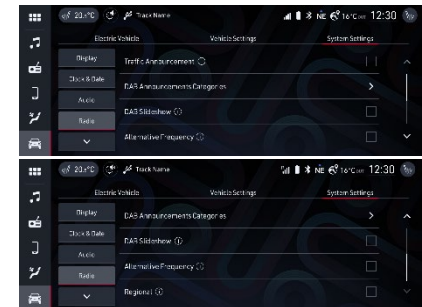 20.5°C Track Name NE 16°C 12:30
Electric Vehicle Vehicle Settings System Settings
Display
Clock & Date
Audio
Radio
Traffic Announcement
DAB Announcements Categories
DAB Slideshow
Alternative Frequency
20.5°C Track Name NE 16°C 12:30
Electric Vehicle Vehicle Settings System Settings
Display
Clock & Date
Audio
Radio
DAB Announcements Categories
DAB Slideshow
Alternative Frequency
Regional